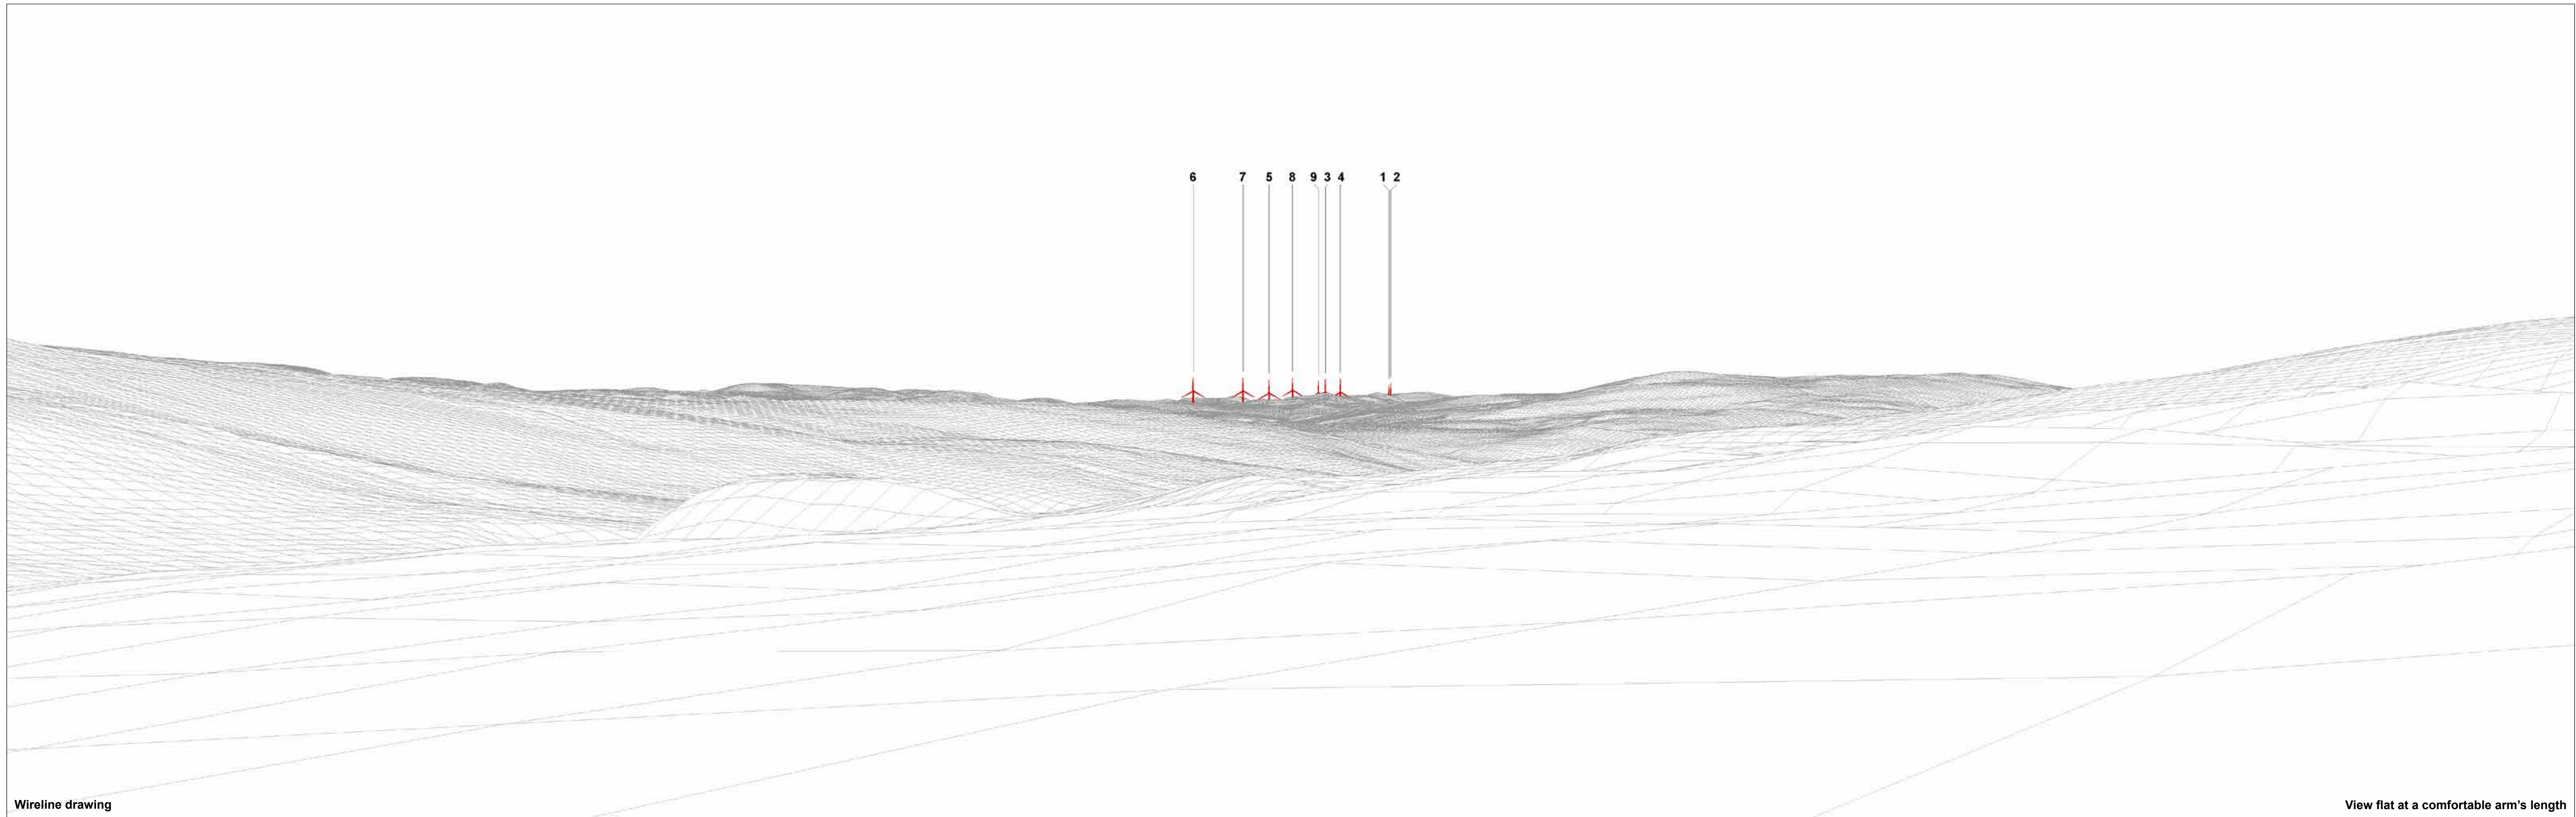 6 7 5 8 9 3 4 1 2
Wireline drawing
View flat at a comfortable arm's length